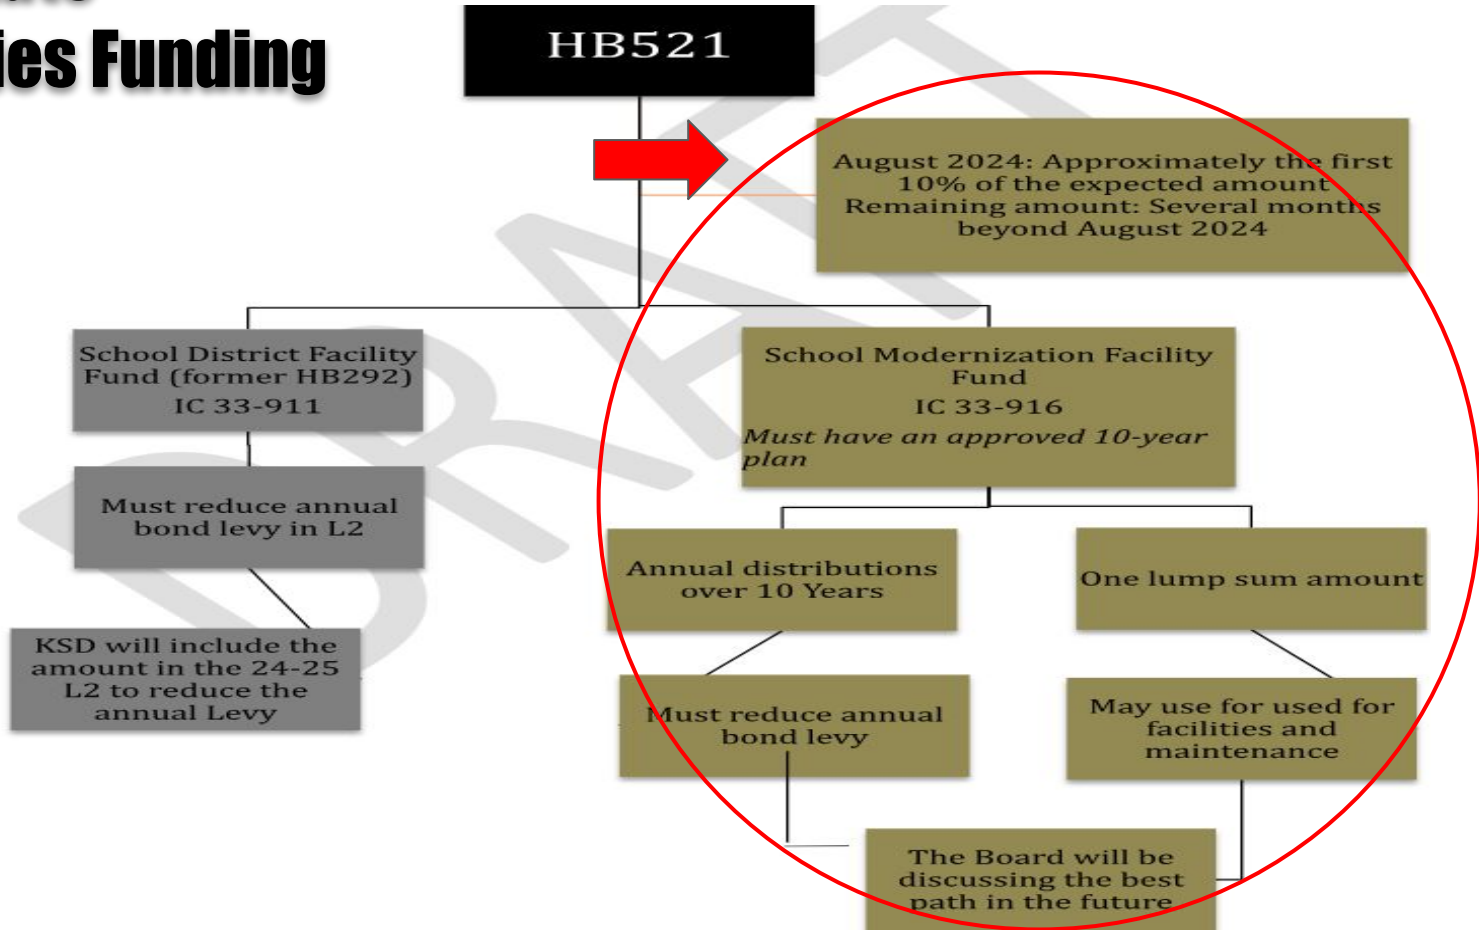 ies Funding
HB521
August 2024: Approximately the first
10% of the expected amount
Remaining amount: Several months
beyond August 2024
School District Facility
Fund (former HB292)
IC 33-911
School Modernization Facility
Fund
IC 33-916
Must have an approved 10-year
plan
Must reduce annual
bond levy in L2
Annual distributions
over 10 Years
One lump sum amount
KSD will include the
amount in the 24-25
L2 to reduce the
annual Levy
Must reduce annual
bond levy
May use for used for
facilities and
maintenance
The Board will be
discussing the best
path in the future
DRAFT